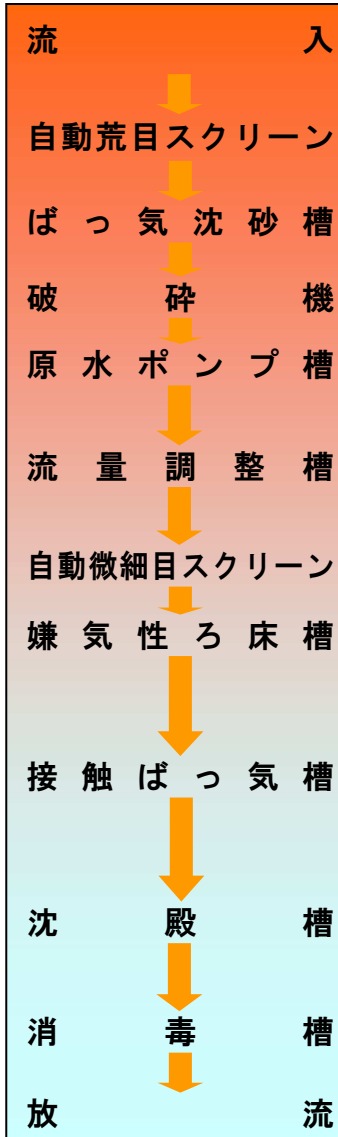 流入
自動荒目スクリーン
ばっ気沈砂槽
破砕機
原水ポンプ槽
流量調整槽
自動微細目スクリーン
嫌気性ろ床槽
接触ばっ気槽
沈殿槽
消毒槽
放流